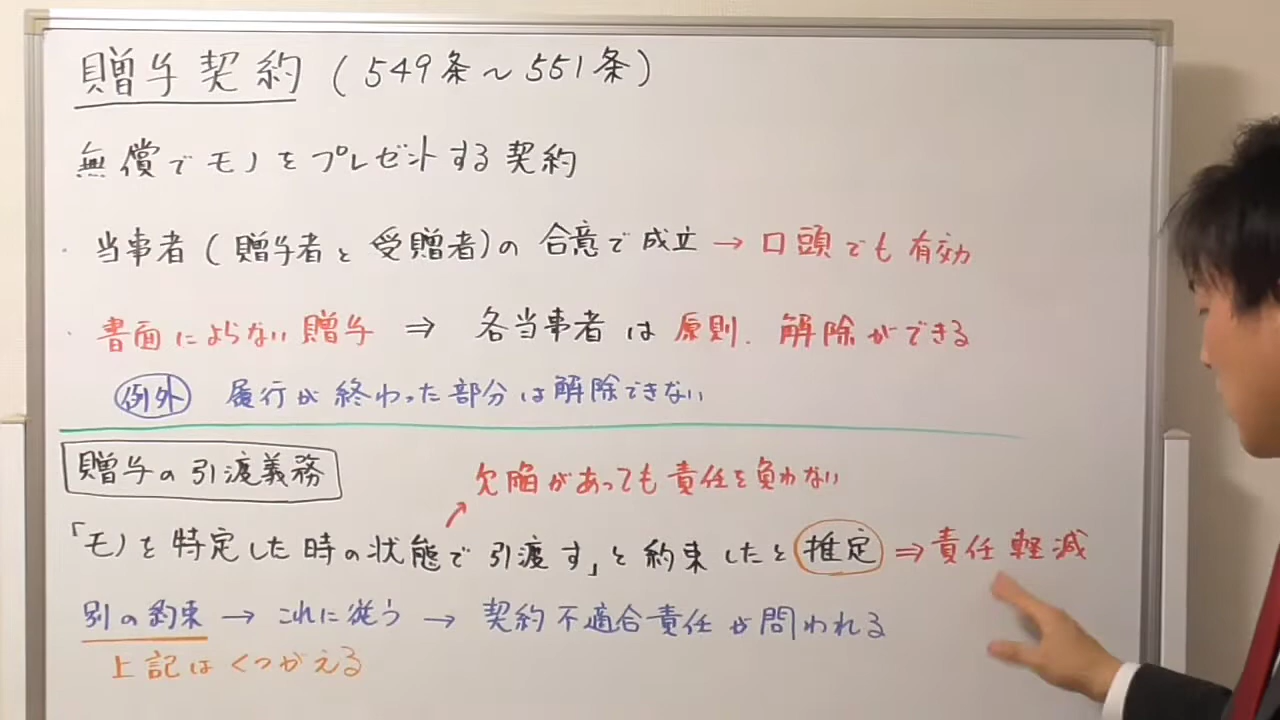 贈与契約(549条〜551条)
無償でモノをプレゼントする契約
・当事者(贈与者と受贈者)の合意で成立→口頭でも有効
・書面によらない贈与⇒各当事者は原則.解除ができる
例外 履行が終わった部分は解除できない
贈与の引渡義務
欠陥があっても責任を負わない
「モノを特定した時の状態で引渡す」と約束したと推定⇒責任軽減
別の約束→これに従う→契約不適合責任が問われる
上記はくつがえる